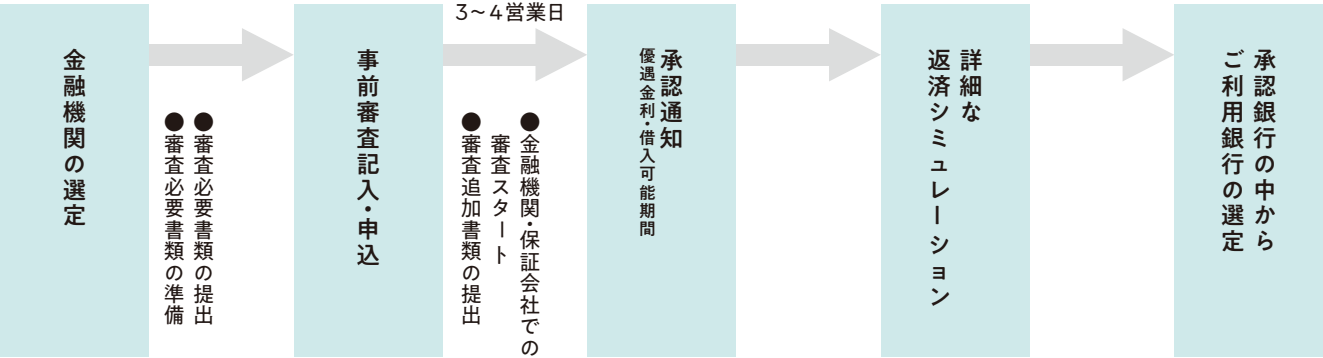 金融機関の選定
●審査必要書類の提出
●審査必要書類の準備
事前審査記入・申込
3〜4営業日
●金融機関・保証会社での
審査スタート
●審査追加書類の提出
承認通知
優遇金利・借入可能期間
詳細な
返済シミュレーション
承認銀行の中から
ご利用銀行の選定